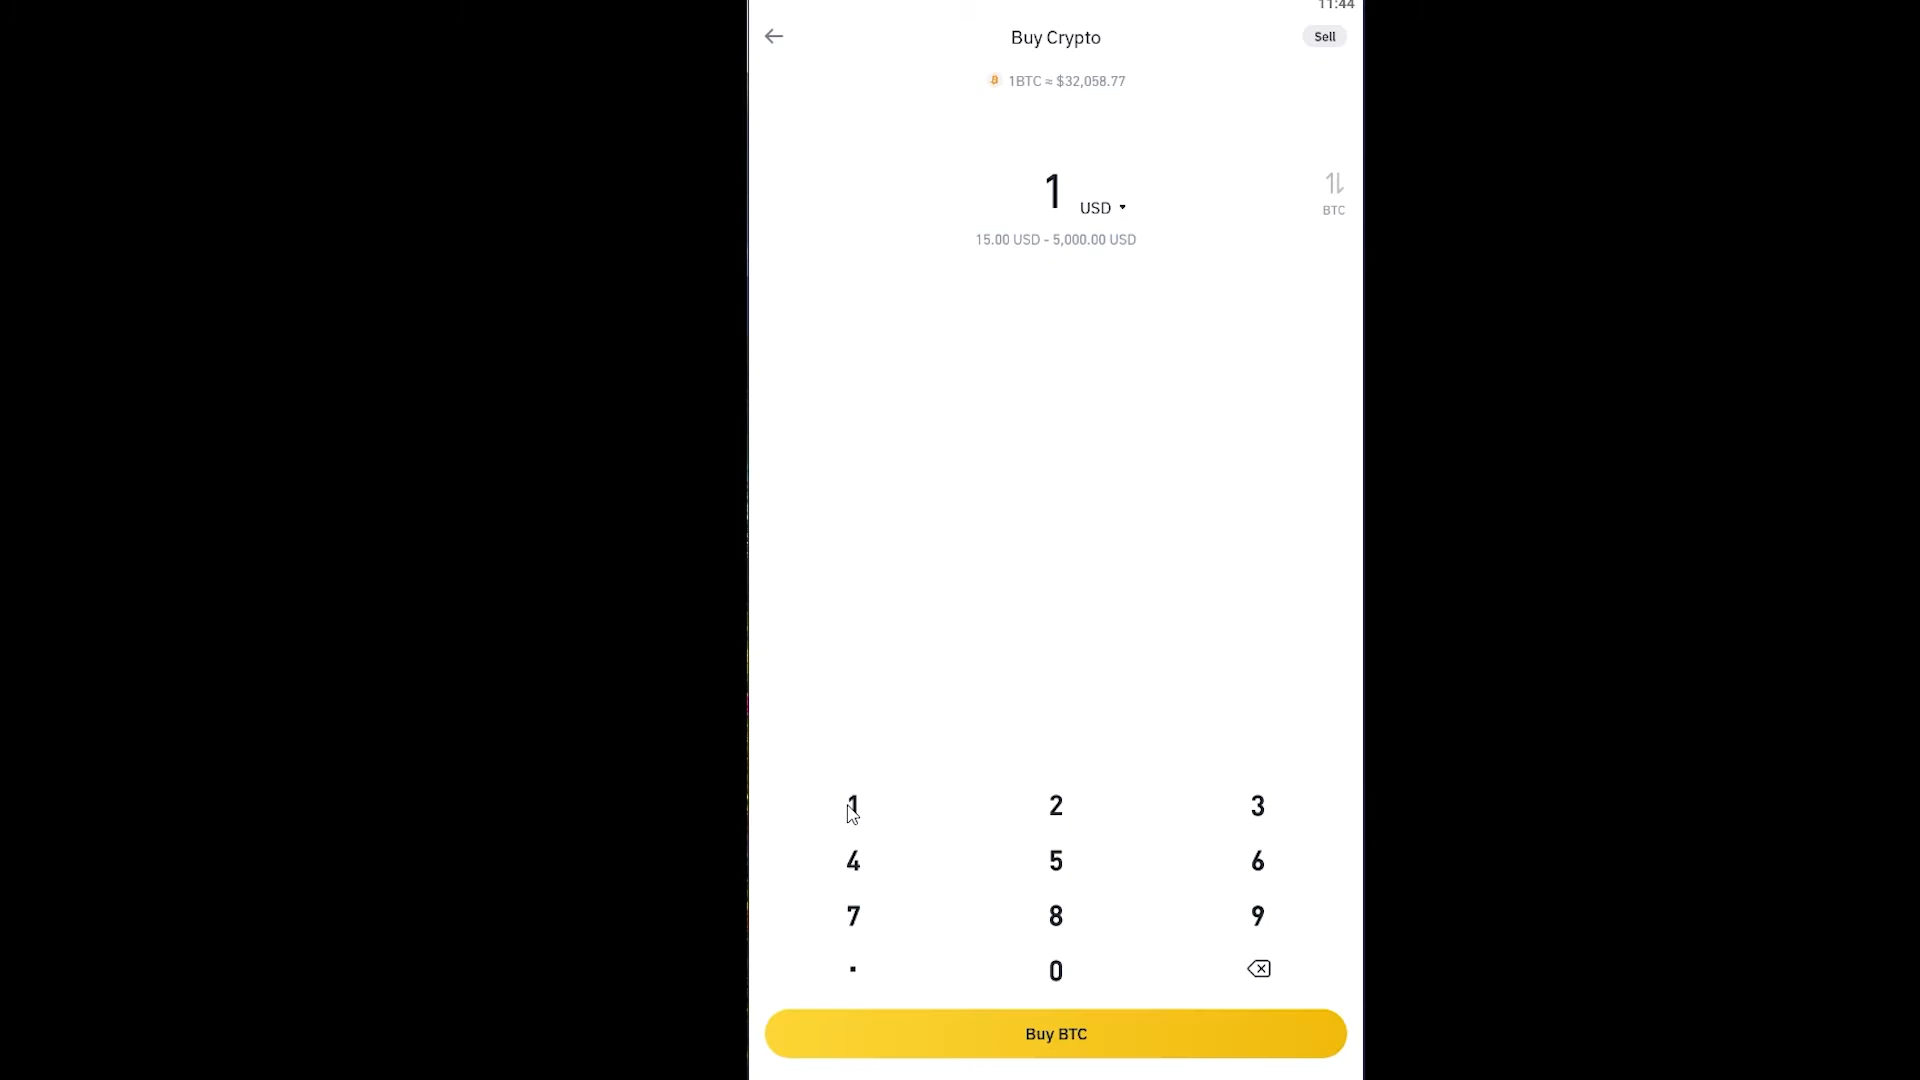 11:44
Buy Crypto
Sell
1BTC ≈ $32,058.77
1 USD
BTC
15.00 USD - 5,000.00 USD
1 2 3
4 5 6
7 8 9
. 0
Buy BTC